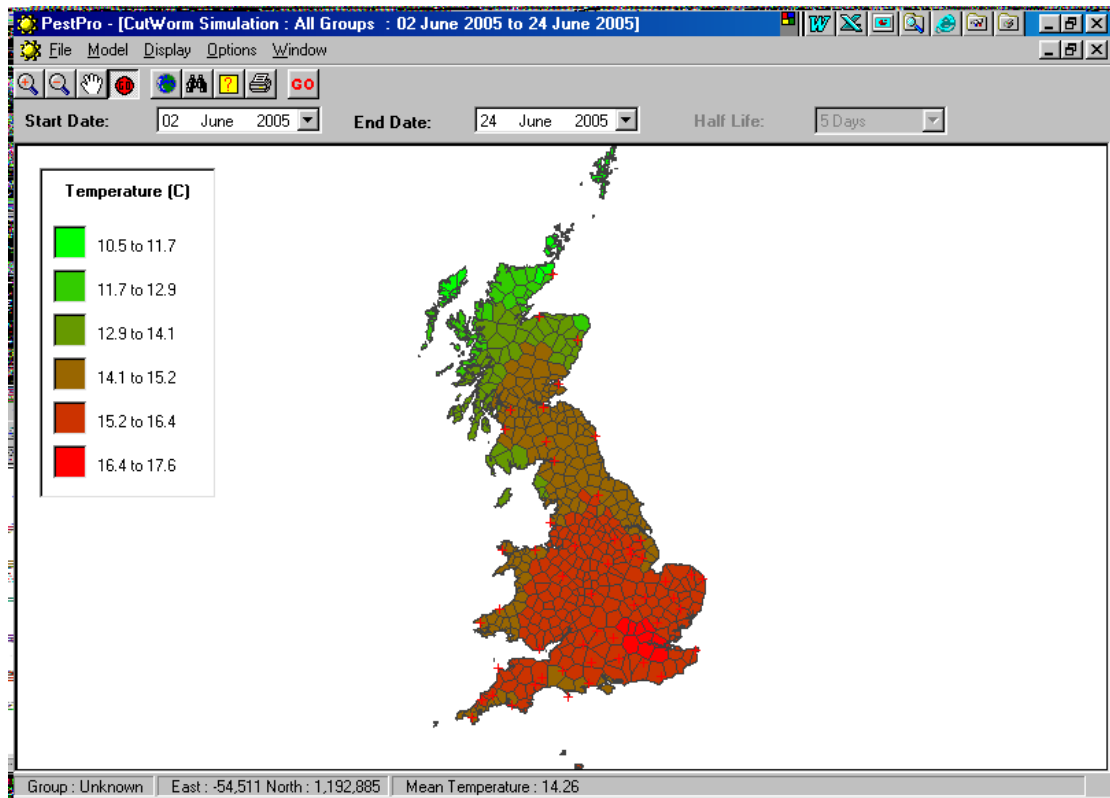 PestPro - [CutWorm Simulation : All Groups : 02 June 2005 to 24 June 2005]
File Model Display Options Window
GO
Start Date: 02 June 2005 End Date: 24 June 2005 Half Life: 5 Days
Temperature (C)
10.5 to 11.7
11.7 to 12.9
12.9 to 14.1
14.1 to 15.2
15.2 to 16.4
16.4 to 17.6
Group : Unknown East : -54,511 North : 1,192,885 Mean Temperature : 14.26